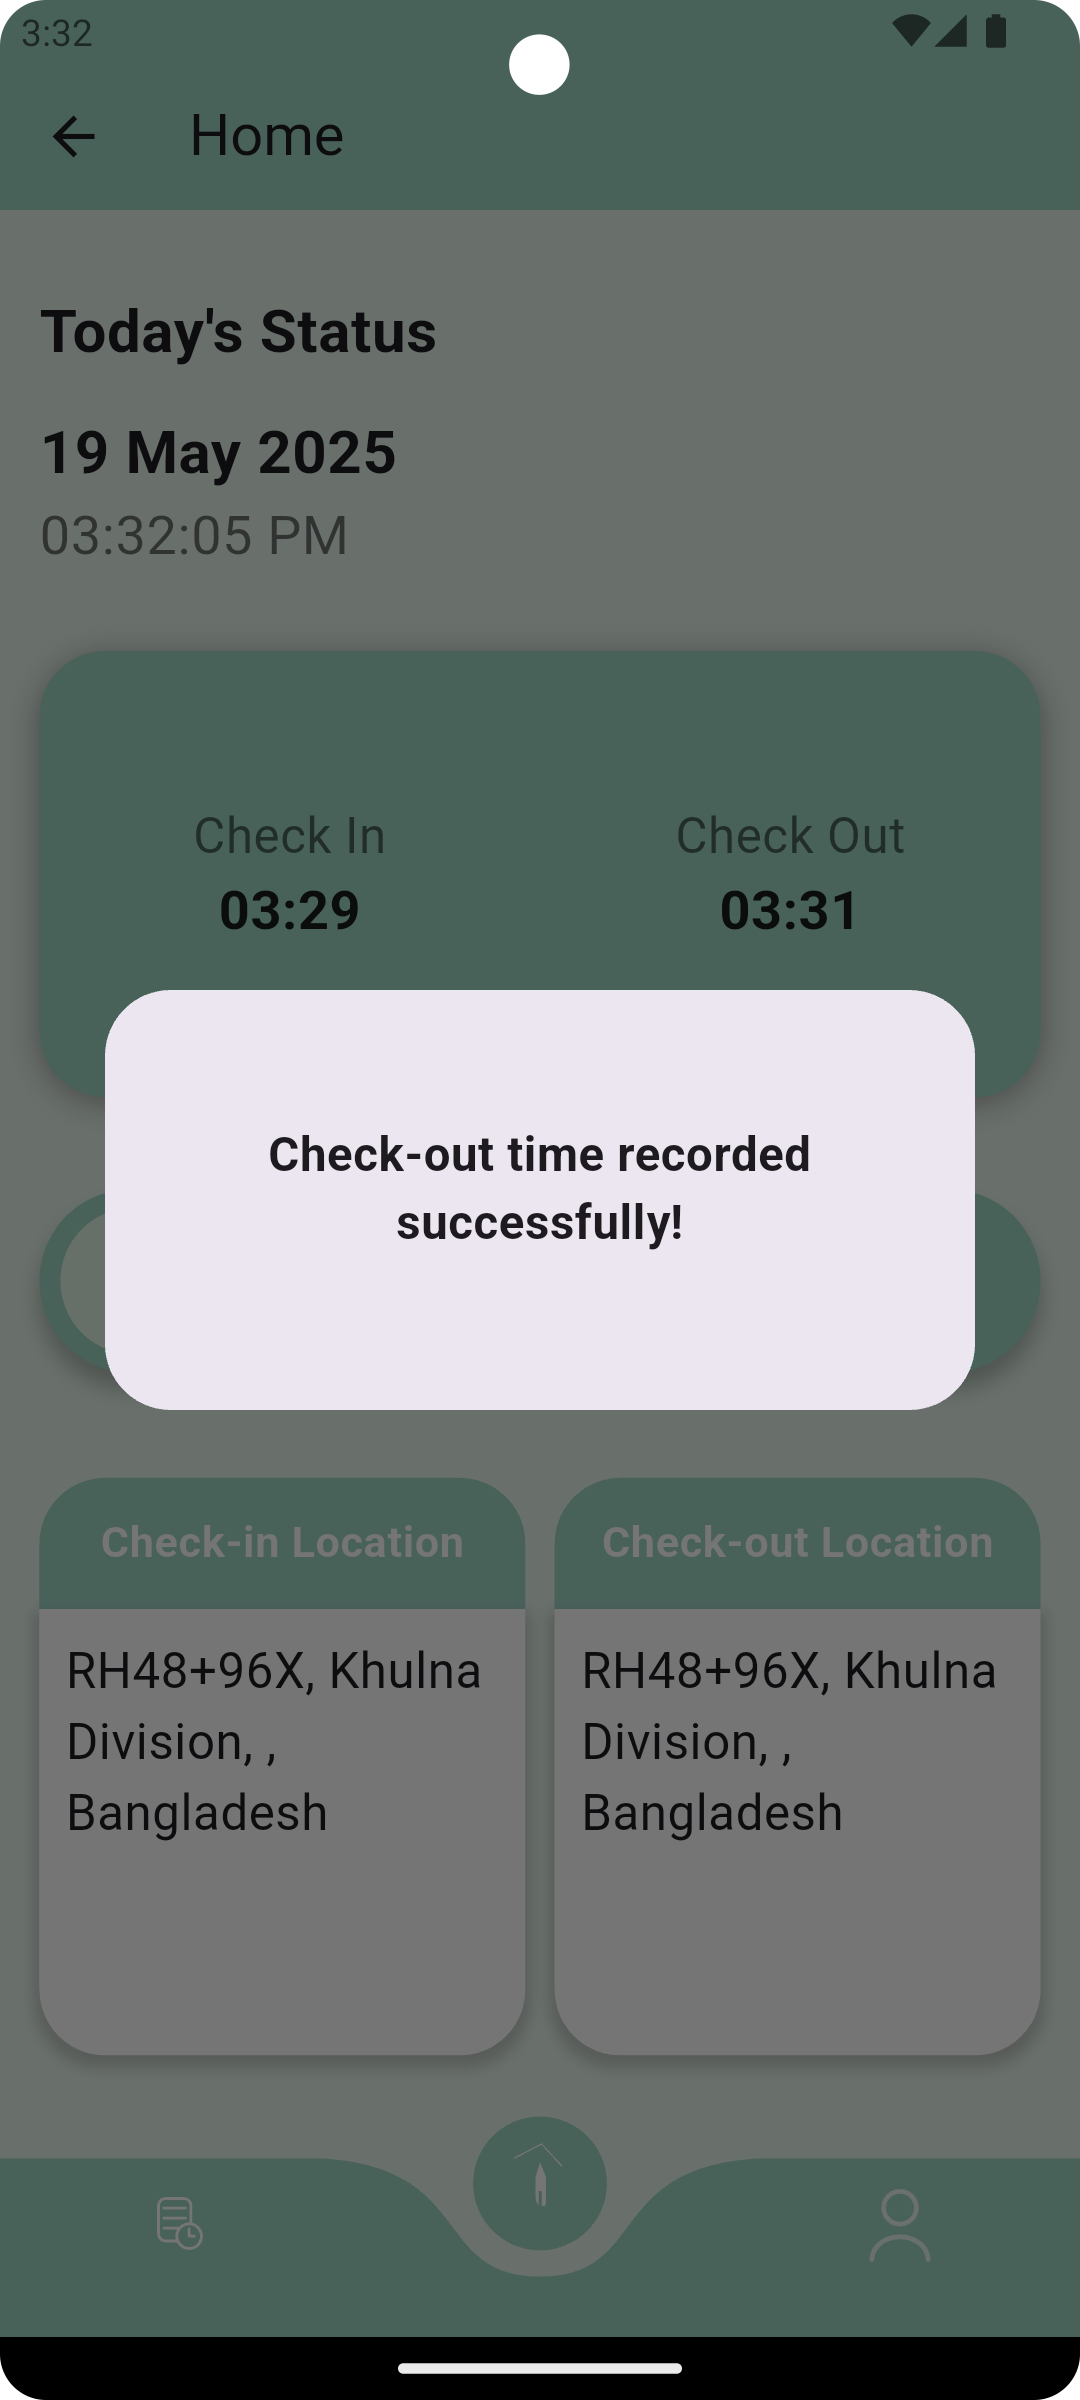 3:32
Home
Today's Status
19 May 2025
03:32:05 PM
Check In
Check Out
03:29
03:31
Check-out time recorded
successfully!
Check-in Location
RH48+96X, Khulna
Division, ,
Bangladesh
Check-out Location
RH48+96X, Khulna
Division, ,
Bangladesh